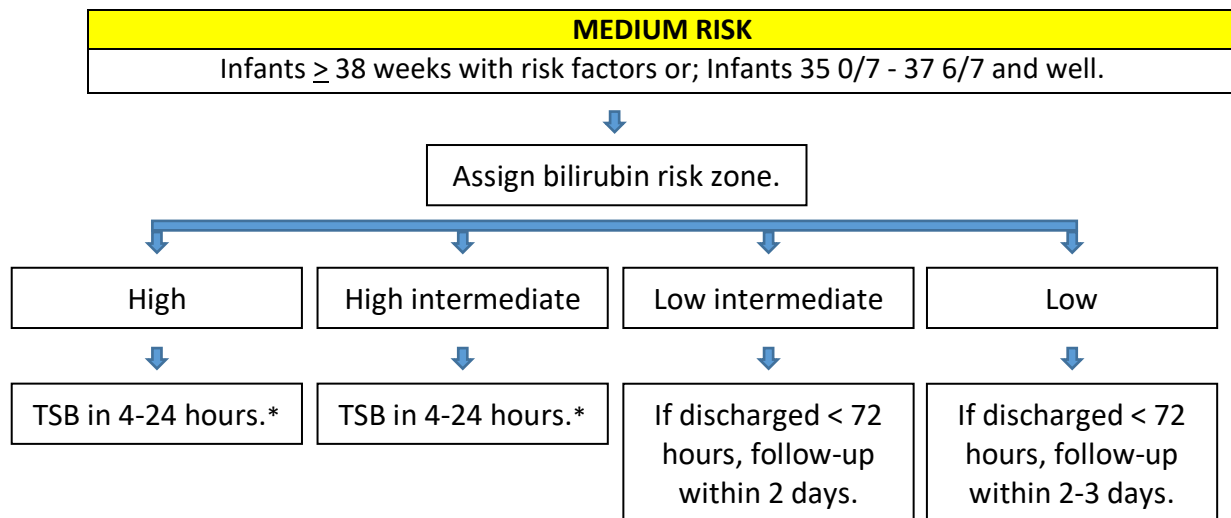 MEDIUM RISK
Infants ≥ 38 weeks with risk factors or; Infants 35 0/7 - 37 6/7 and well.
Assign bilirubin risk zone.
High
High intermediate
Low intermediate
Low
TSB in 4-24 hours.*
TSB in 4-24 hours.*
If discharged < 72
hours, follow-up
within 2 days.
If discharged < 72
hours, follow-up
within 2-3 days.